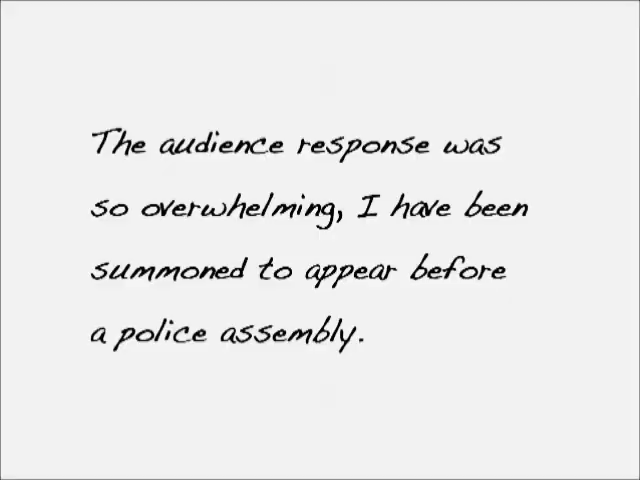 The audience response was
so overwhelming, I have been
summoned to appear before
a police assembly.